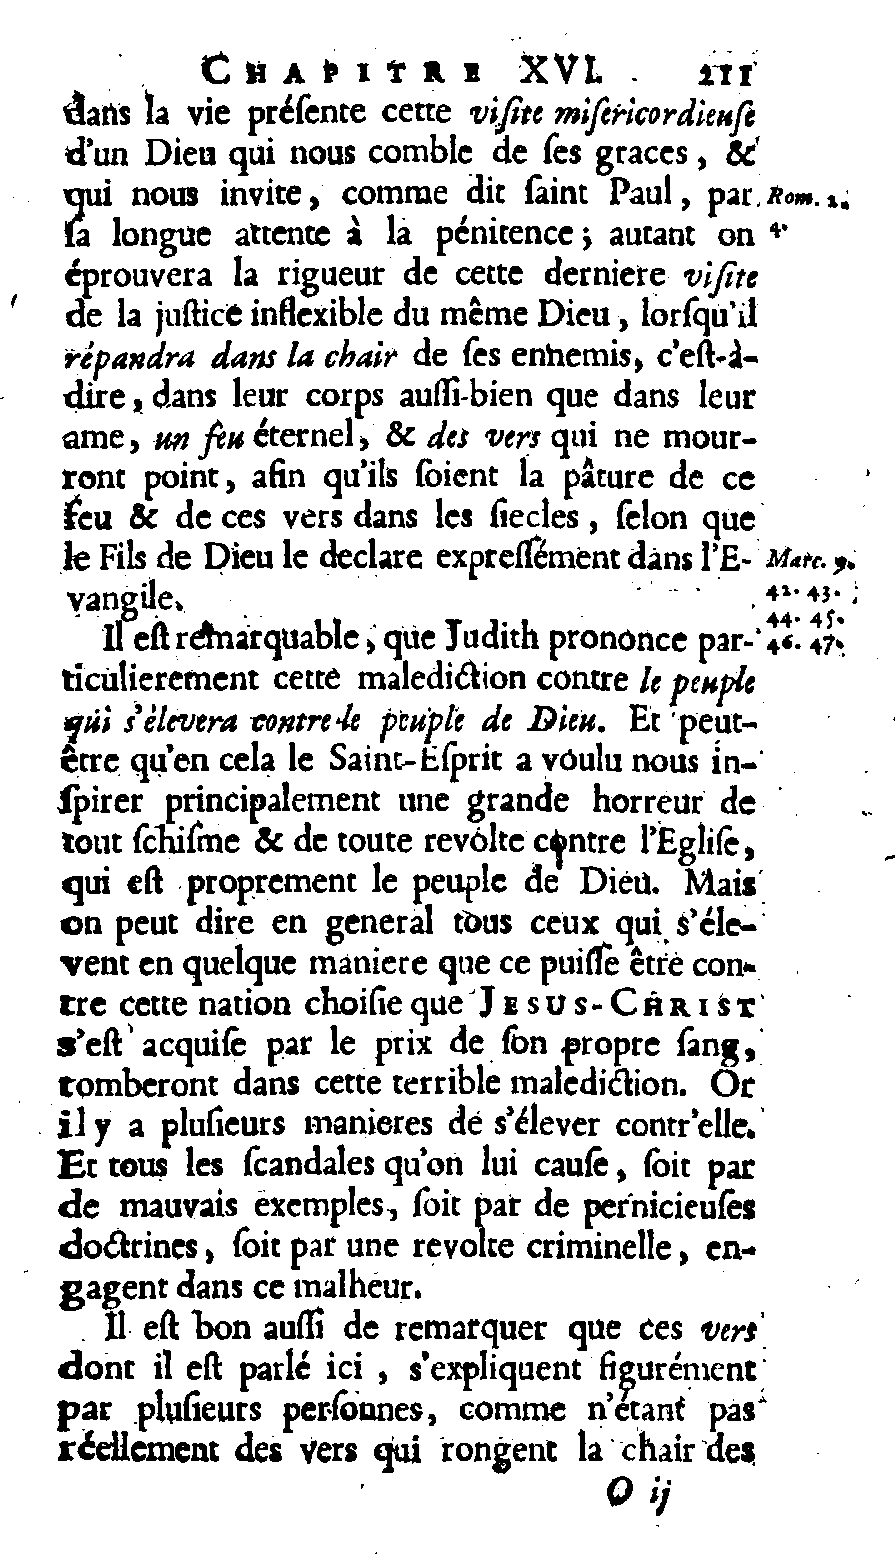 CHAPITRE XVI. 211
dans la vie préſente cette viſite miſericordieuſe
d'un Dieu qui nous comble de ſes graces, &
qui nous invite, comme dit ſaint Paul, par Rom. 2.
ſa longue attente à la pénitence; autant on 4.
éprouvera la rigueur de cette derniere viſite
de la juſtice inflexible du même Dieu, lorſqu'il
répandra dans la chair de ſes ennemis, c'eſt-à-
dire, dans leur corps auſſi-bien que dans leur
ame, un feu éternel, & des vers qui ne mour-
ront point, afin qu'ils ſoient la pâture de ce
feu & de ces vers dans les ſiecles, ſelon que
le Fils de Dieu le declare expreſſément dans l'E- Marc. 9.
vangile. 42. 43.
44. 45.
Il eſt remarquable, que Judith prononce par- 46. 47.
ticulierement cette malediction contre le peuple
qui s'élevera contre le peuple de Dieu. Et peut-
être qu'en cela le Saint-Eſprit a voulu nous in-
ſpirer principalement une grande horreur de
tout ſchiſme & de toute revolte contre l'Egliſe,
qui eſt proprement le peuple de Dieu. Mais
on peut dire en general tous ceux qui s'éle-
vent en quelque maniere que ce puiſſe être con-
tre cette nation choiſie que JESUS-CHRIST
s'eſt acquiſe par le prix de ſon propre ſang,
tomberont dans cette terrible malediction. Or
il y a pluſieurs manieres de s'élever contr'elle.
Et tous les ſcandales qu'on lui cauſe, ſoit par
de mauvais exemples, ſoit par de pernicieuſes
doctrines, ſoit par une revolte criminelle, en-
gagent dans ce malheur.
Il eſt bon auſſi de remarquer que ces vers
dont il eſt parlé ici, s'expliquent figurément
par pluſieurs perſonnes, comme n'étant pas
réellement des vers qui rongent la chair des
O ij